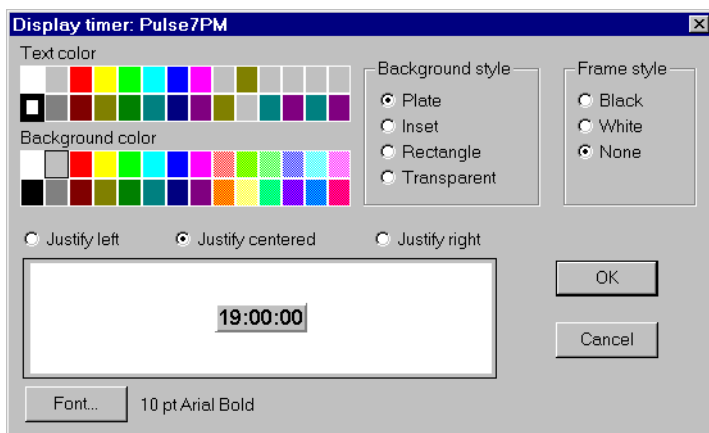 Display timer: Pulse7PM
Text color
Background color
Background style
Plate
Inset
Rectangle
Transparent
Frame style
Black
White
None
Justify left
Justify centered
Justify right
19:00:00
OK
Cancel
Font...
10 pt Arial Bold